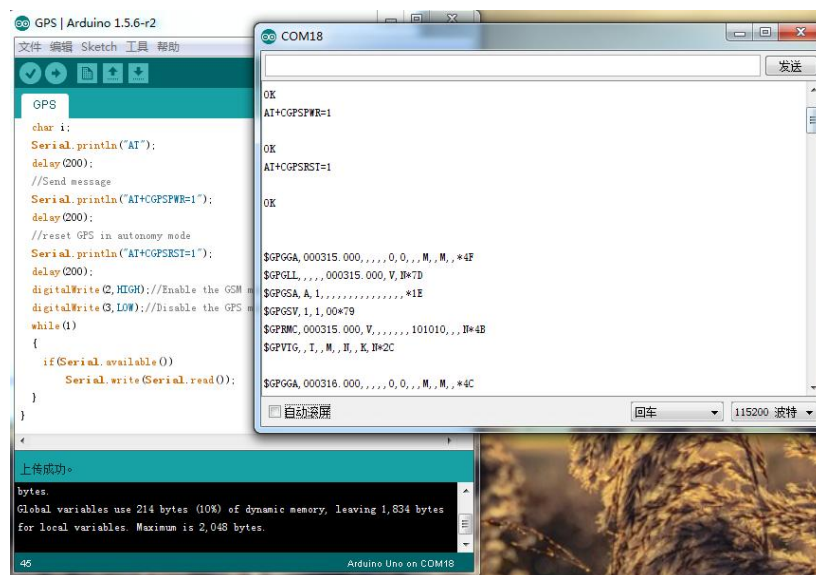 GPS | Arduino 1.5.6-r2
文件 编辑 Sketch 工具 帮助
GPS
char i;
Serial.println("AT");
delay(200);
//Send message
Serial.println("AT+CGPSPWR=1");
delay(200);
//reset GPS in autonomy mode
Serial.println("AT+CGPSRST=1");
delay(200);
digitalWrite(2,HIGH);//Enable the GSM m
digitalWrite(3,LOW);//Disable the GPS m
while(1)
{
if(Serial.available())
Serial.write(Serial.read());
}
}
上传成功。
bytes.
Global variables use 214 bytes (10%) of dynamic memory, leaving 1,834 bytes
for local variables. Maximum is 2,048 bytes.
46
Arduino Uno on COM18
COM18
发送
OK
AT+CGPSPWR=1
OK
AT+CGPSRST=1
OK
$GPGGA,000315.000,,,,,0,0,,,M,,M,,*4F
$GPGLL,,,,,000315.000,V,N*7D
$GPGSA,A,1,,,,,,,,,,,,,,,*1E
$GPGSV,1,1,00*79
$GPRMC,000315.000,V,,,,,,,101010,,,N*4B
$GPVTG,,T,,M,,N,,K,N*2C
$GPGGA,000316.000,,,,,0,0,,,M,,M,,*4C
自动滚屏
回车
115200 波特